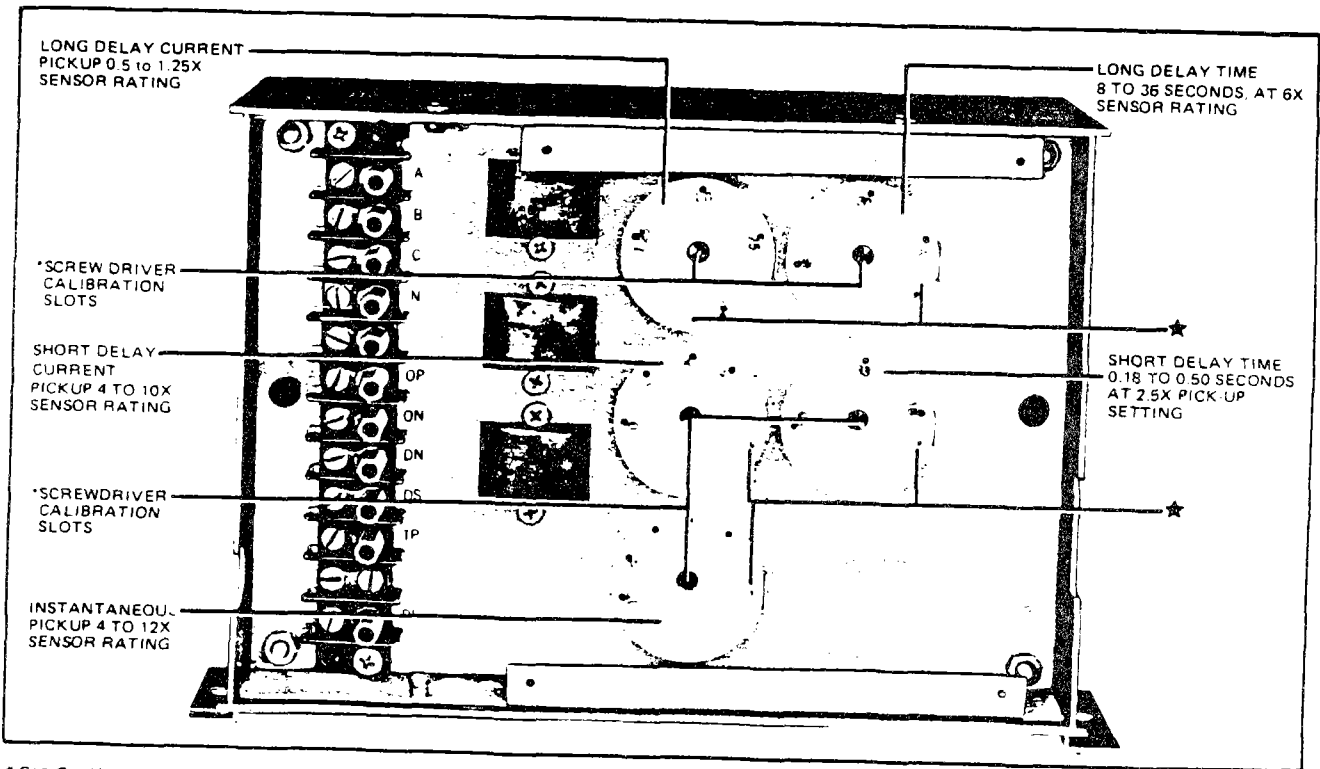 LONG DELAY CURRENT
PICKUP 0.5 to 1.25X
SENSOR RATING
LONG DELAY TIME
8 TO 36 SECONDS, AT 6X
SENSOR RATING
A
B
C
N
*SCREW DRIVER
CALIBRATION
SLOTS
SHORT DELAY
CURRENT
PICKUP 4 TO 10X
SENSOR RATING
SHORT DELAY TIME
0.18 TO 0.50 SECONDS
AT 2.5X PICK-UP
SETTING
OP
ON
DN
DS
TP
*SCREWDRIVER
CALIBRATION
SLOTS
PICKUP 4 TO 12X
SENSOR RATING